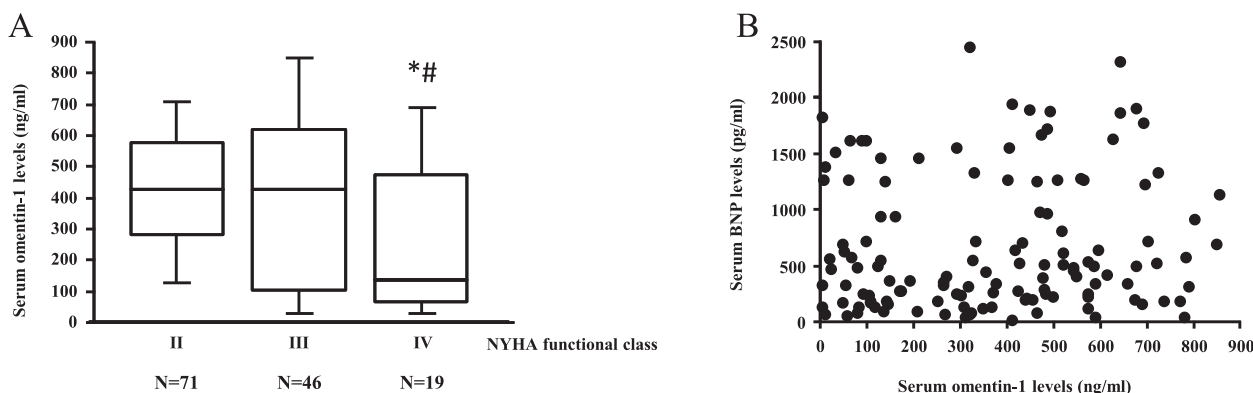 A
Serum omentin-1 levels (ng/ml)
900
800
700
600
500
400
300
200
100
0
*#
II III IV NYHA functional class
N=71 N=46 N=19
B
Serum BNP levels (pg/ml)
2500
2000
1500
1000
500
0
0 100 200 300 400 500 600 700 800 900
Serum omentin-1 levels (ng/ml)